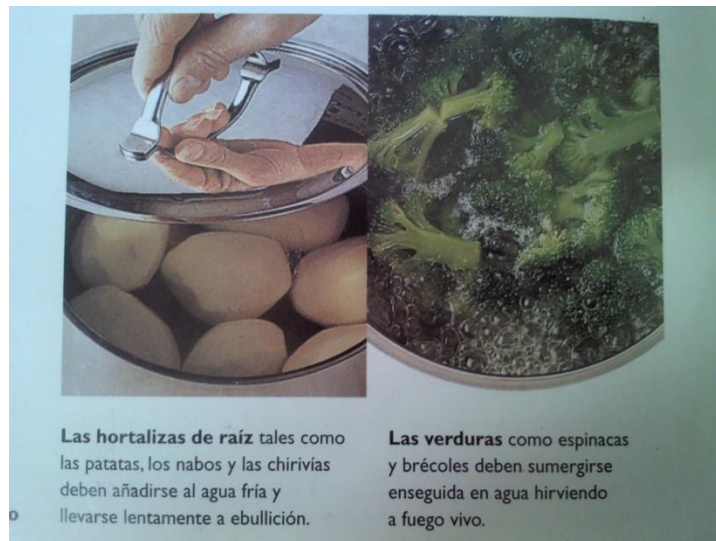 Las hortalizas de raíz tales como
las patatas, los nabos y las chirivías
deben añadirse al agua fría y
llevarse lentamente a ebullición.
Las verduras como espinacas
y brécoles deben sumergirse
enseguida en agua hirviendo
a fuego vivo.
o